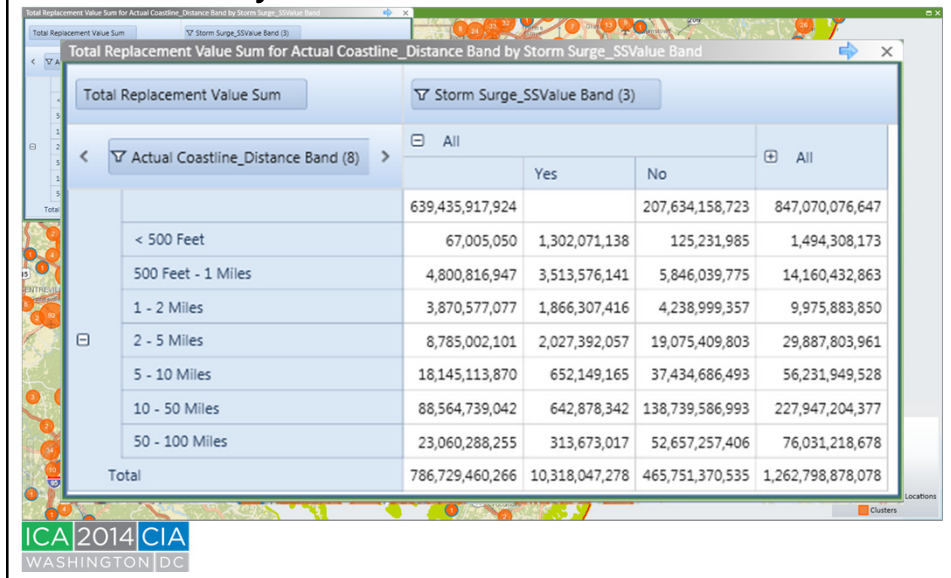 Total Replacement Value Sum for Actual Coastline_Distance Band by Storm Surge_SSValue Band
Total Replacement Value Sum
Storm Surge_SSValue Band (3)
Total Replacement Value Sum for Actual Coastline_Distance Band by Storm Surge_SSValue Band
Total Replacement Value Sum
Storm Surge_SSValue Band (3)
Actual Coastline_Distance Band (8)
All
All
Yes No
639,435,917,924 207,634,158,723 847,070,076,647
< 500 Feet 67,005,050 1,302,071,138 125,231,985 1,494,308,173
500 Feet - 1 Miles 4,800,816,947 3,513,576,141 5,846,039,775 14,160,432,863
1 - 2 Miles 3,870,577,077 1,866,307,416 4,238,999,357 9,975,883,850
2 - 5 Miles 8,785,002,101 2,027,392,057 19,075,409,803 29,887,803,961
5 - 10 Miles 18,145,113,870 652,149,165 37,434,686,493 56,231,949,528
10 - 50 Miles 88,564,739,042 642,878,342 138,739,586,993 227,947,204,377
50 - 100 Miles 23,060,288,255 313,673,017 52,657,257,406 76,031,218,678
Total 786,729,460,266 10,318,047,278 465,751,370,535 1,262,798,878,078
Locations
Clusters
ICA 2014 CIA
WASHINGTON DC